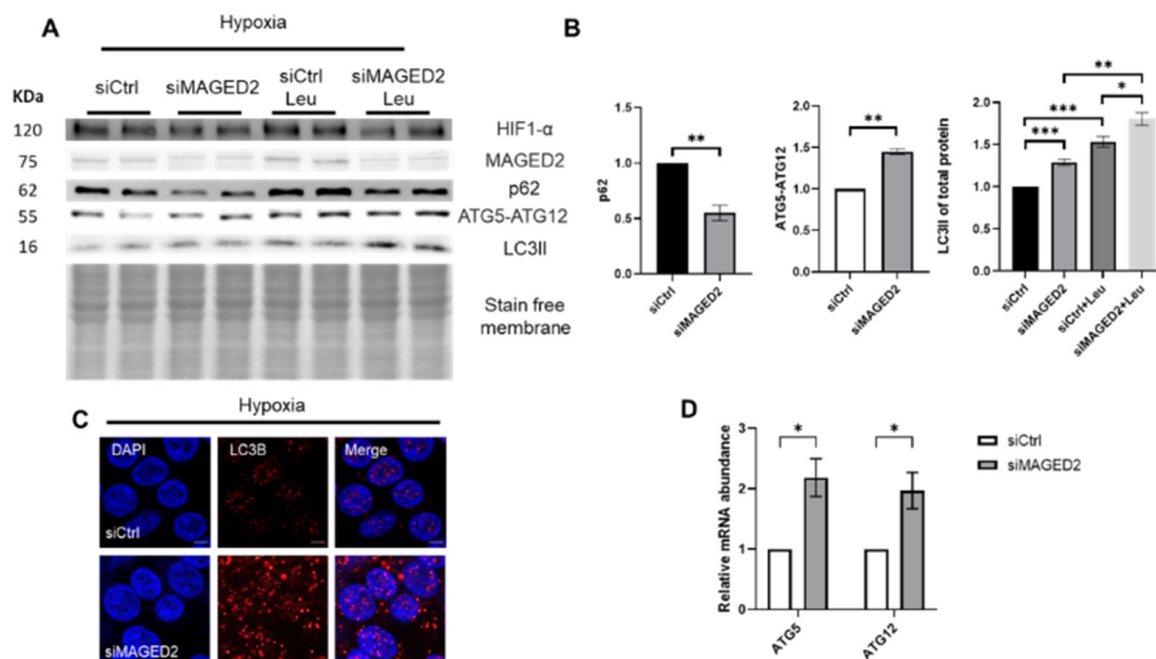 A
Hypoxia
siCtrl
siMAGED2
siCtrl
Leu
siMAGED2
Leu
KDa
120
HIF1-α
75
MAGED2
62
p62
55
ATG5-ATG12
16
LC3II
Stain free
membrane
B
p62
1.5
1.0
0.5
0.0
**
siCtrl
siMAGED2
ATG5-ATG12
2.0
1.5
1.0
0.5
0.0
**
siCtrl
siMAGED2
LC3II of total protein
2.0
1.5
1.0
0.5
0.0
**
*
***
***
siCtrl
siMAGED2
siCtrl+Leu
siMAGED2+Leu
C
Hypoxia
DAPI
LC3B
Merge
siCtrl
siMAGED2
D
Relative mRNA abundance
3
2
1
0
*
*
ATG5
ATG12
siCtrl
siMAGED2